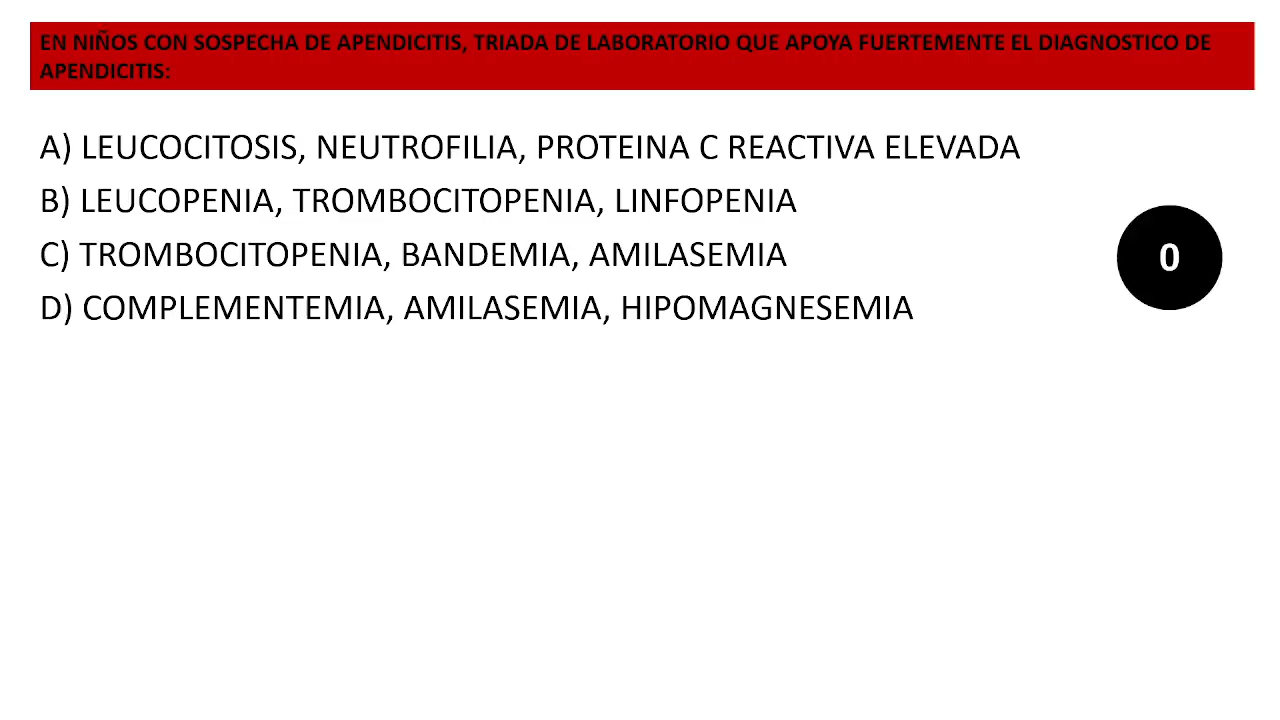 EN NIÑOS CON SOSPECHA DE APENDICITIS, TRIADA DE LABORATORIO QUE APOYA FUERTEMENTE EL DIAGNOSTICO DE
APENDICITIS:
A) LEUCOCITOSIS, NEUTROFILIA, PROTEINA C REACTIVA ELEVADA
B) LEUCOPENIA, TROMBOCITOPENIA, LINFOPENIA
C) TROMBOCITOPENIA, BANDEMIA, AMILASEMIA
D) COMPLEMENTEMIA, AMILASEMIA, HIPOMAGNESEMIA
0